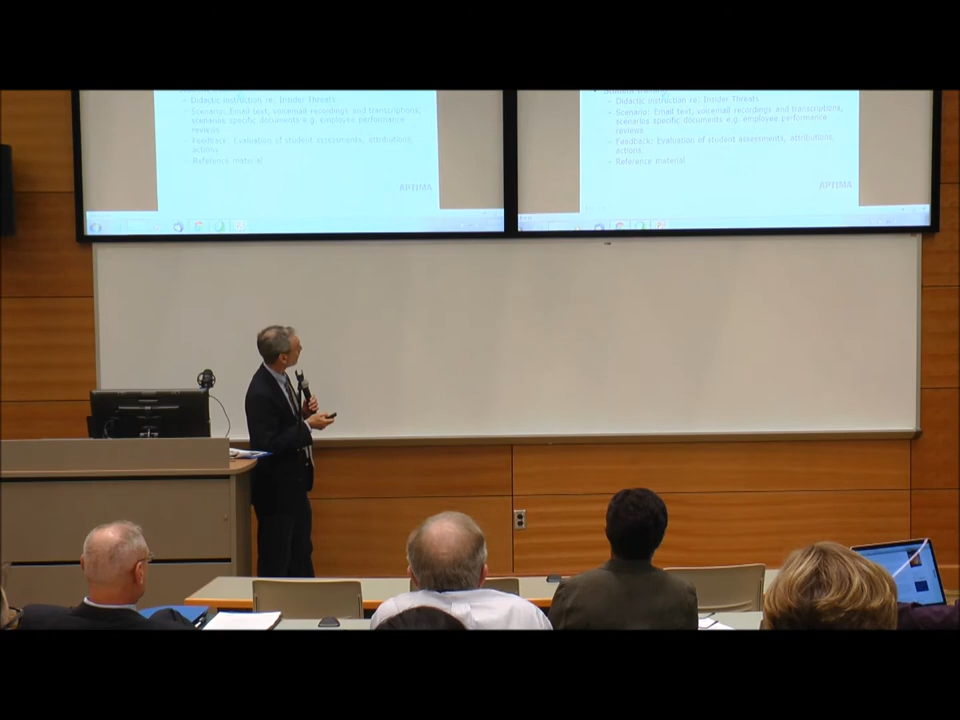 – Didactic instruction re: Insider Threats
– Scenario: Email text, voicemail recordings and transcriptions,
scenarios specific documents e.g. employee performance
reviews
– Feedback: Evaluation of student assessments, attributions,
actions
– Reference material
APTIMA
– Didactic instruction re: Insider Threats
– Scenario: Email text, voicemail recordings and transcriptions,
scenarios specific documents e.g. employee performance
reviews
– Feedback: Evaluation of student assessments, attributions,
actions
– Reference material
APTIMA